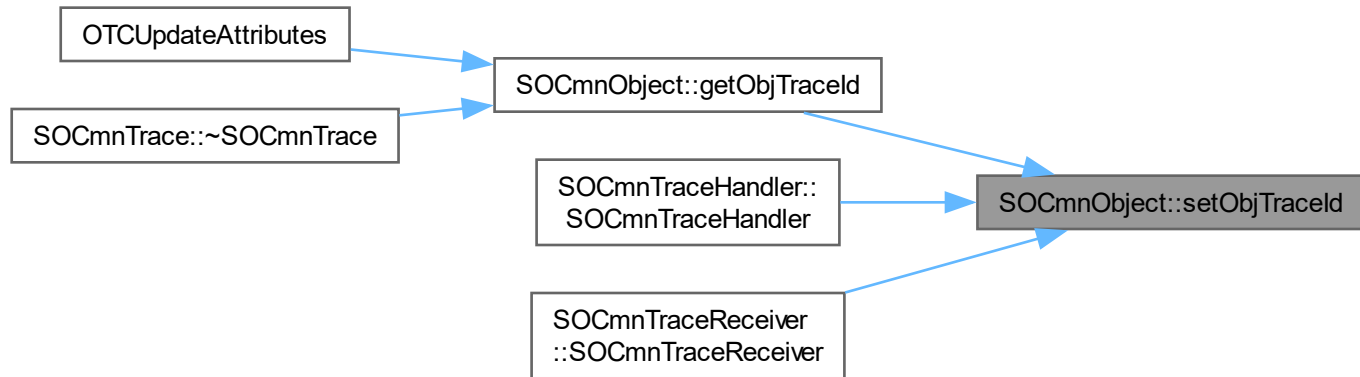 OTCUpdateAttributes
SOCmnTrace::~SOCmnTrace
SOCmnObject::getObjTraceId
SOCmnTraceHandler::
SOCmnTraceHandler
SOCmnTraceReceiver
::SOCmnTraceReceiver
SOCmnObject::setObjTraceId